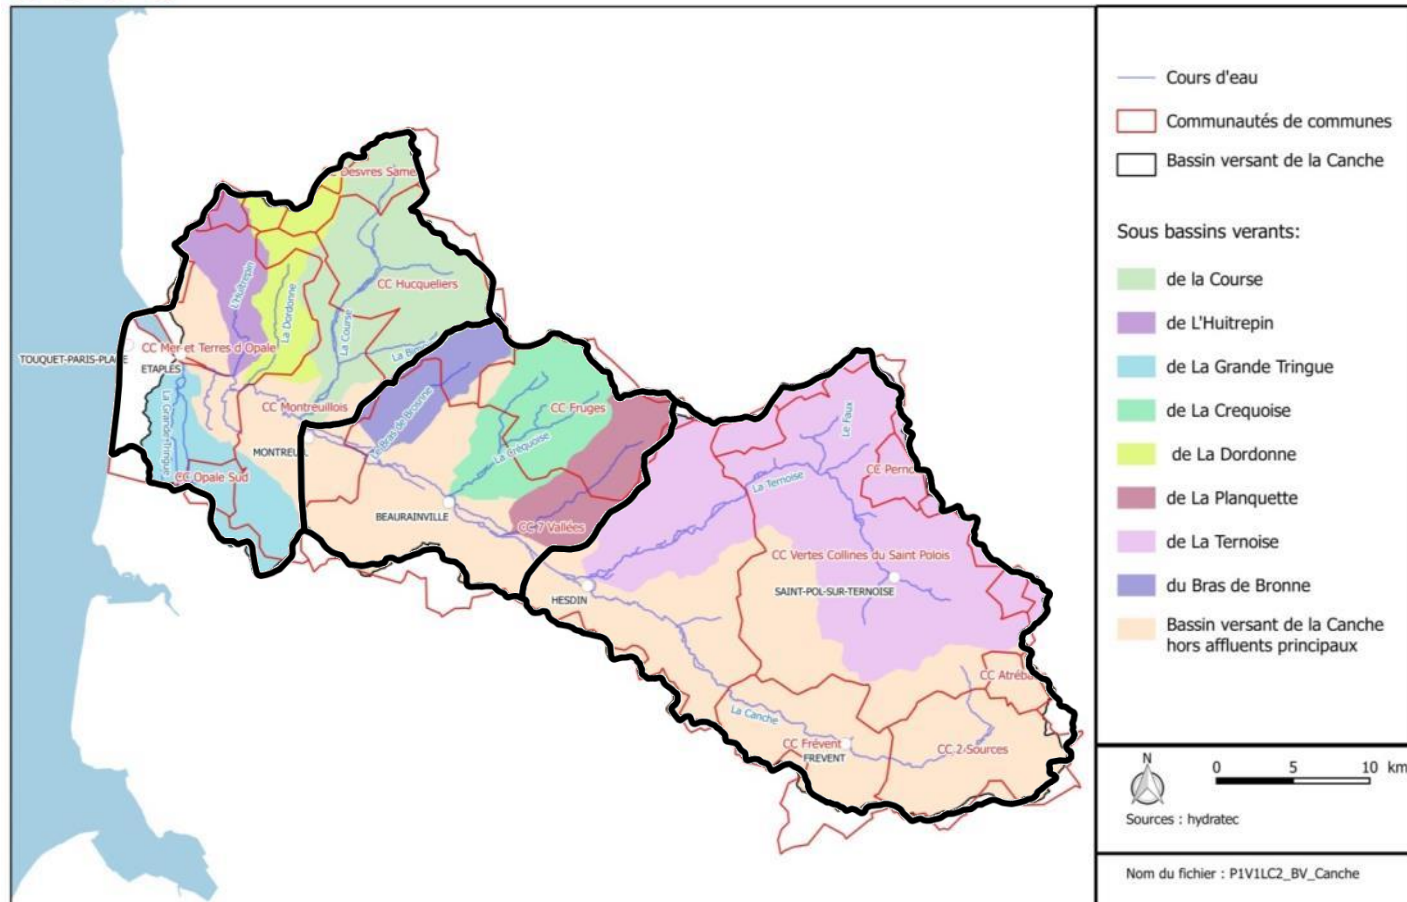 CC Desvres Same
L'Huitrepin
La Dordonne
CC Hucqueliers
La Course
TOUQUET-PARIS-PLAGE
CC Mer et Terres d'Opale
ETAPLES
CC Montreuillois
La Grande Tringue
Le Bras de Bronne
CC Fruges
La Créquoise
MONTREUIL
CC Opale Sud
Le Faux
CC Perno
La Ternoise
BEAURAINVILLE
CC 7 Vallées
CC Vertes Collines du Saint Polois
HESDIN
SAINT-POL-SUR-TERNOISE
CC Atréba
La Canche
CC Frévent
FREVENT
CC 2 Sources
Cours d'eau
Communautés de communes
Bassin versant de la Canche
Sous bassins verants:
de la Course
de L'Huitrepin
de La Grande Tringue
de La Crequoise
de La Dordonne
de La Planquette
de La Ternoise
du Bras de Bronne
Bassin versant de la Canche
hors affluents principaux
N
0 5 10 km
Sources : hydratec
Nom du fichier : P1V1LC2_BV_Canche